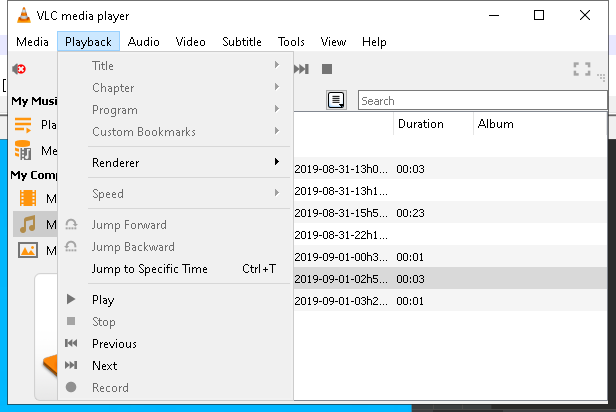 VLC media player
Media Playback Audio Video Subtitle Tools View Help
Title
Chapter
Program
Custom Bookmarks
Renderer
Speed
Jump Forward
Jump Backward
Jump to Specific Time Ctrl+T
Play
Stop
Previous
Next
Record
My Musi
Pla
Me
My Comp
M
M
M
Search
Duration Album
2019-08-31-13h0... 00:03
2019-08-31-13h1...
2019-08-31-15h5... 00:23
2019-08-31-22h1...
2019-09-01-00h3... 00:01
2019-09-01-02h5... 00:03
2019-09-01-03h2... 00:01